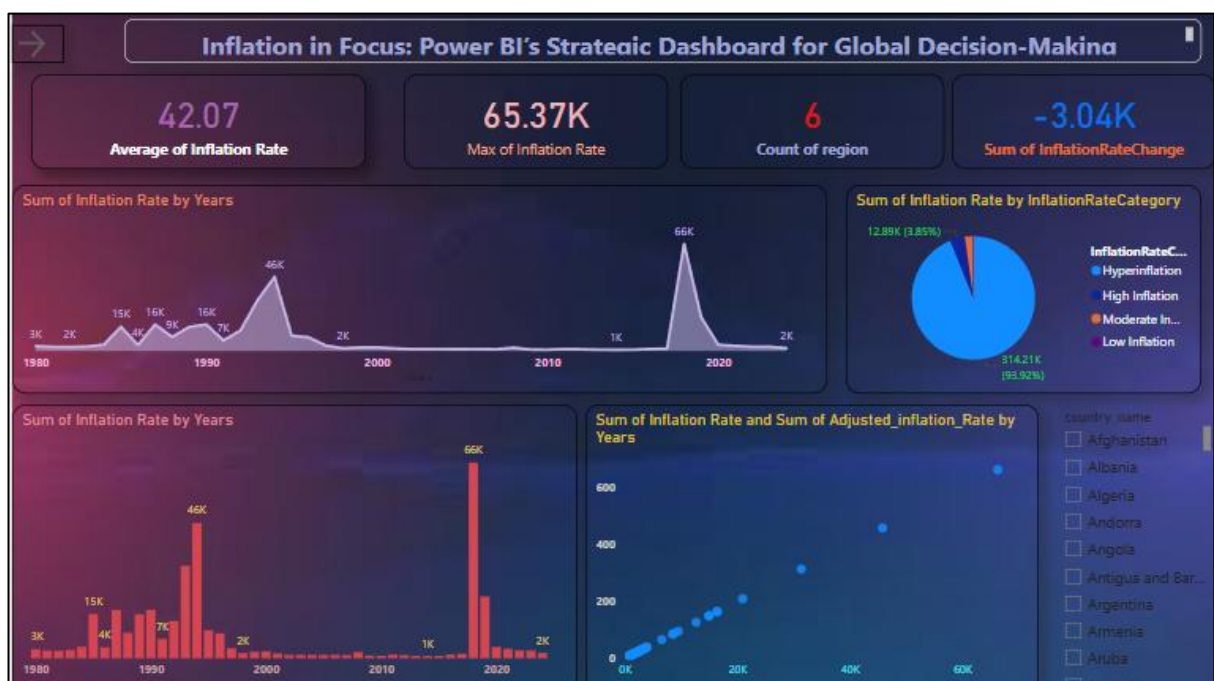 Inflation in Focus: Power BI's Strategic Dashboard for Global Decision-Making
42.07
Average of Inflation Rate
65.37K
Max of Inflation Rate
6
Count of region
-3.04K
Sum of InflationRateChange
Sum of Inflation Rate by Years
3K
2K
15K
4K
16K
9K
16K
7K
46K
2K
1K
66K
2K
1980
1990
2000
2010
2020
Sum of Inflation Rate by InflationRateCategory
12.89K (3.85%)
314.21K
(93.92%)
InflationRateC...
Hyperinflation
High Inflation
Moderate In...
Low Inflation
Sum of Inflation Rate by Years
3K
15K
4K
7K
46K
2K
1K
66K
2K
1980
1990
2000
2010
2020
Sum of Inflation Rate and Sum of Adjusted_inflation_Rate by
Years
600
400
200
0
0K
20K
40K
60K
country_name
Afghanistan
Albania
Algeria
Andorra
Angola
Antigua and Bar...
Argentina
Armenia
Aruba